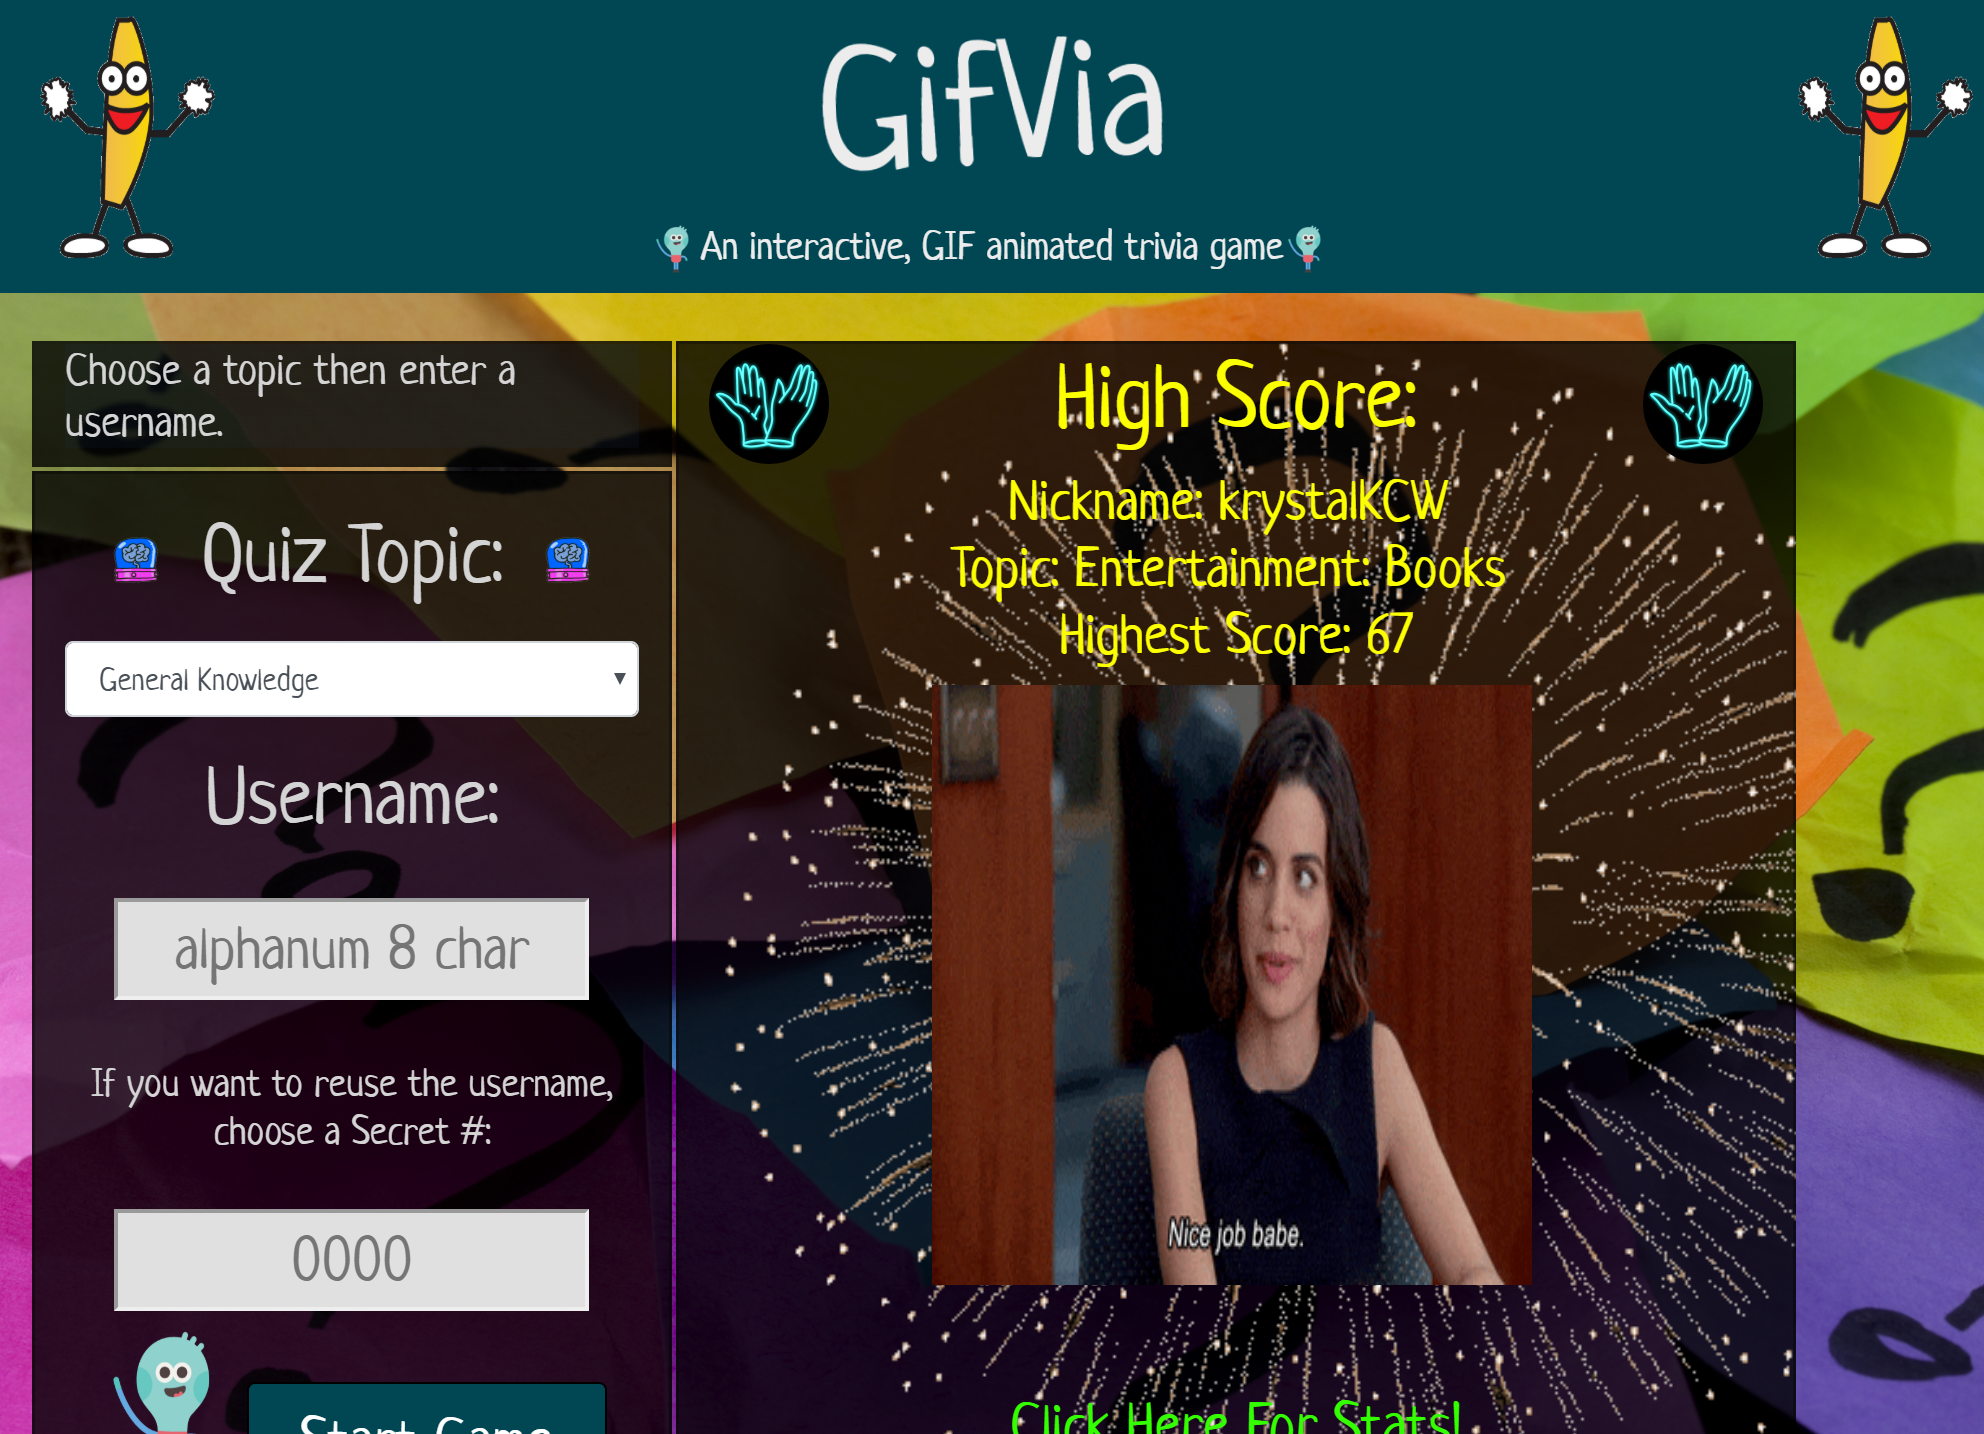 GifVia
An interactive, GIF animated trivia game
Choose a topic then enter a
username.
Quiz Topic:
General Knowledge
Username:
alphanum 8 char
If you want to reuse the username,
choose a Secret #:
0000
Start Game
High Score:
Nickname: krystalKCW
Topic: Entertainment: Books
Highest Score: 67
Nice job babe.
Click Here For Stats!